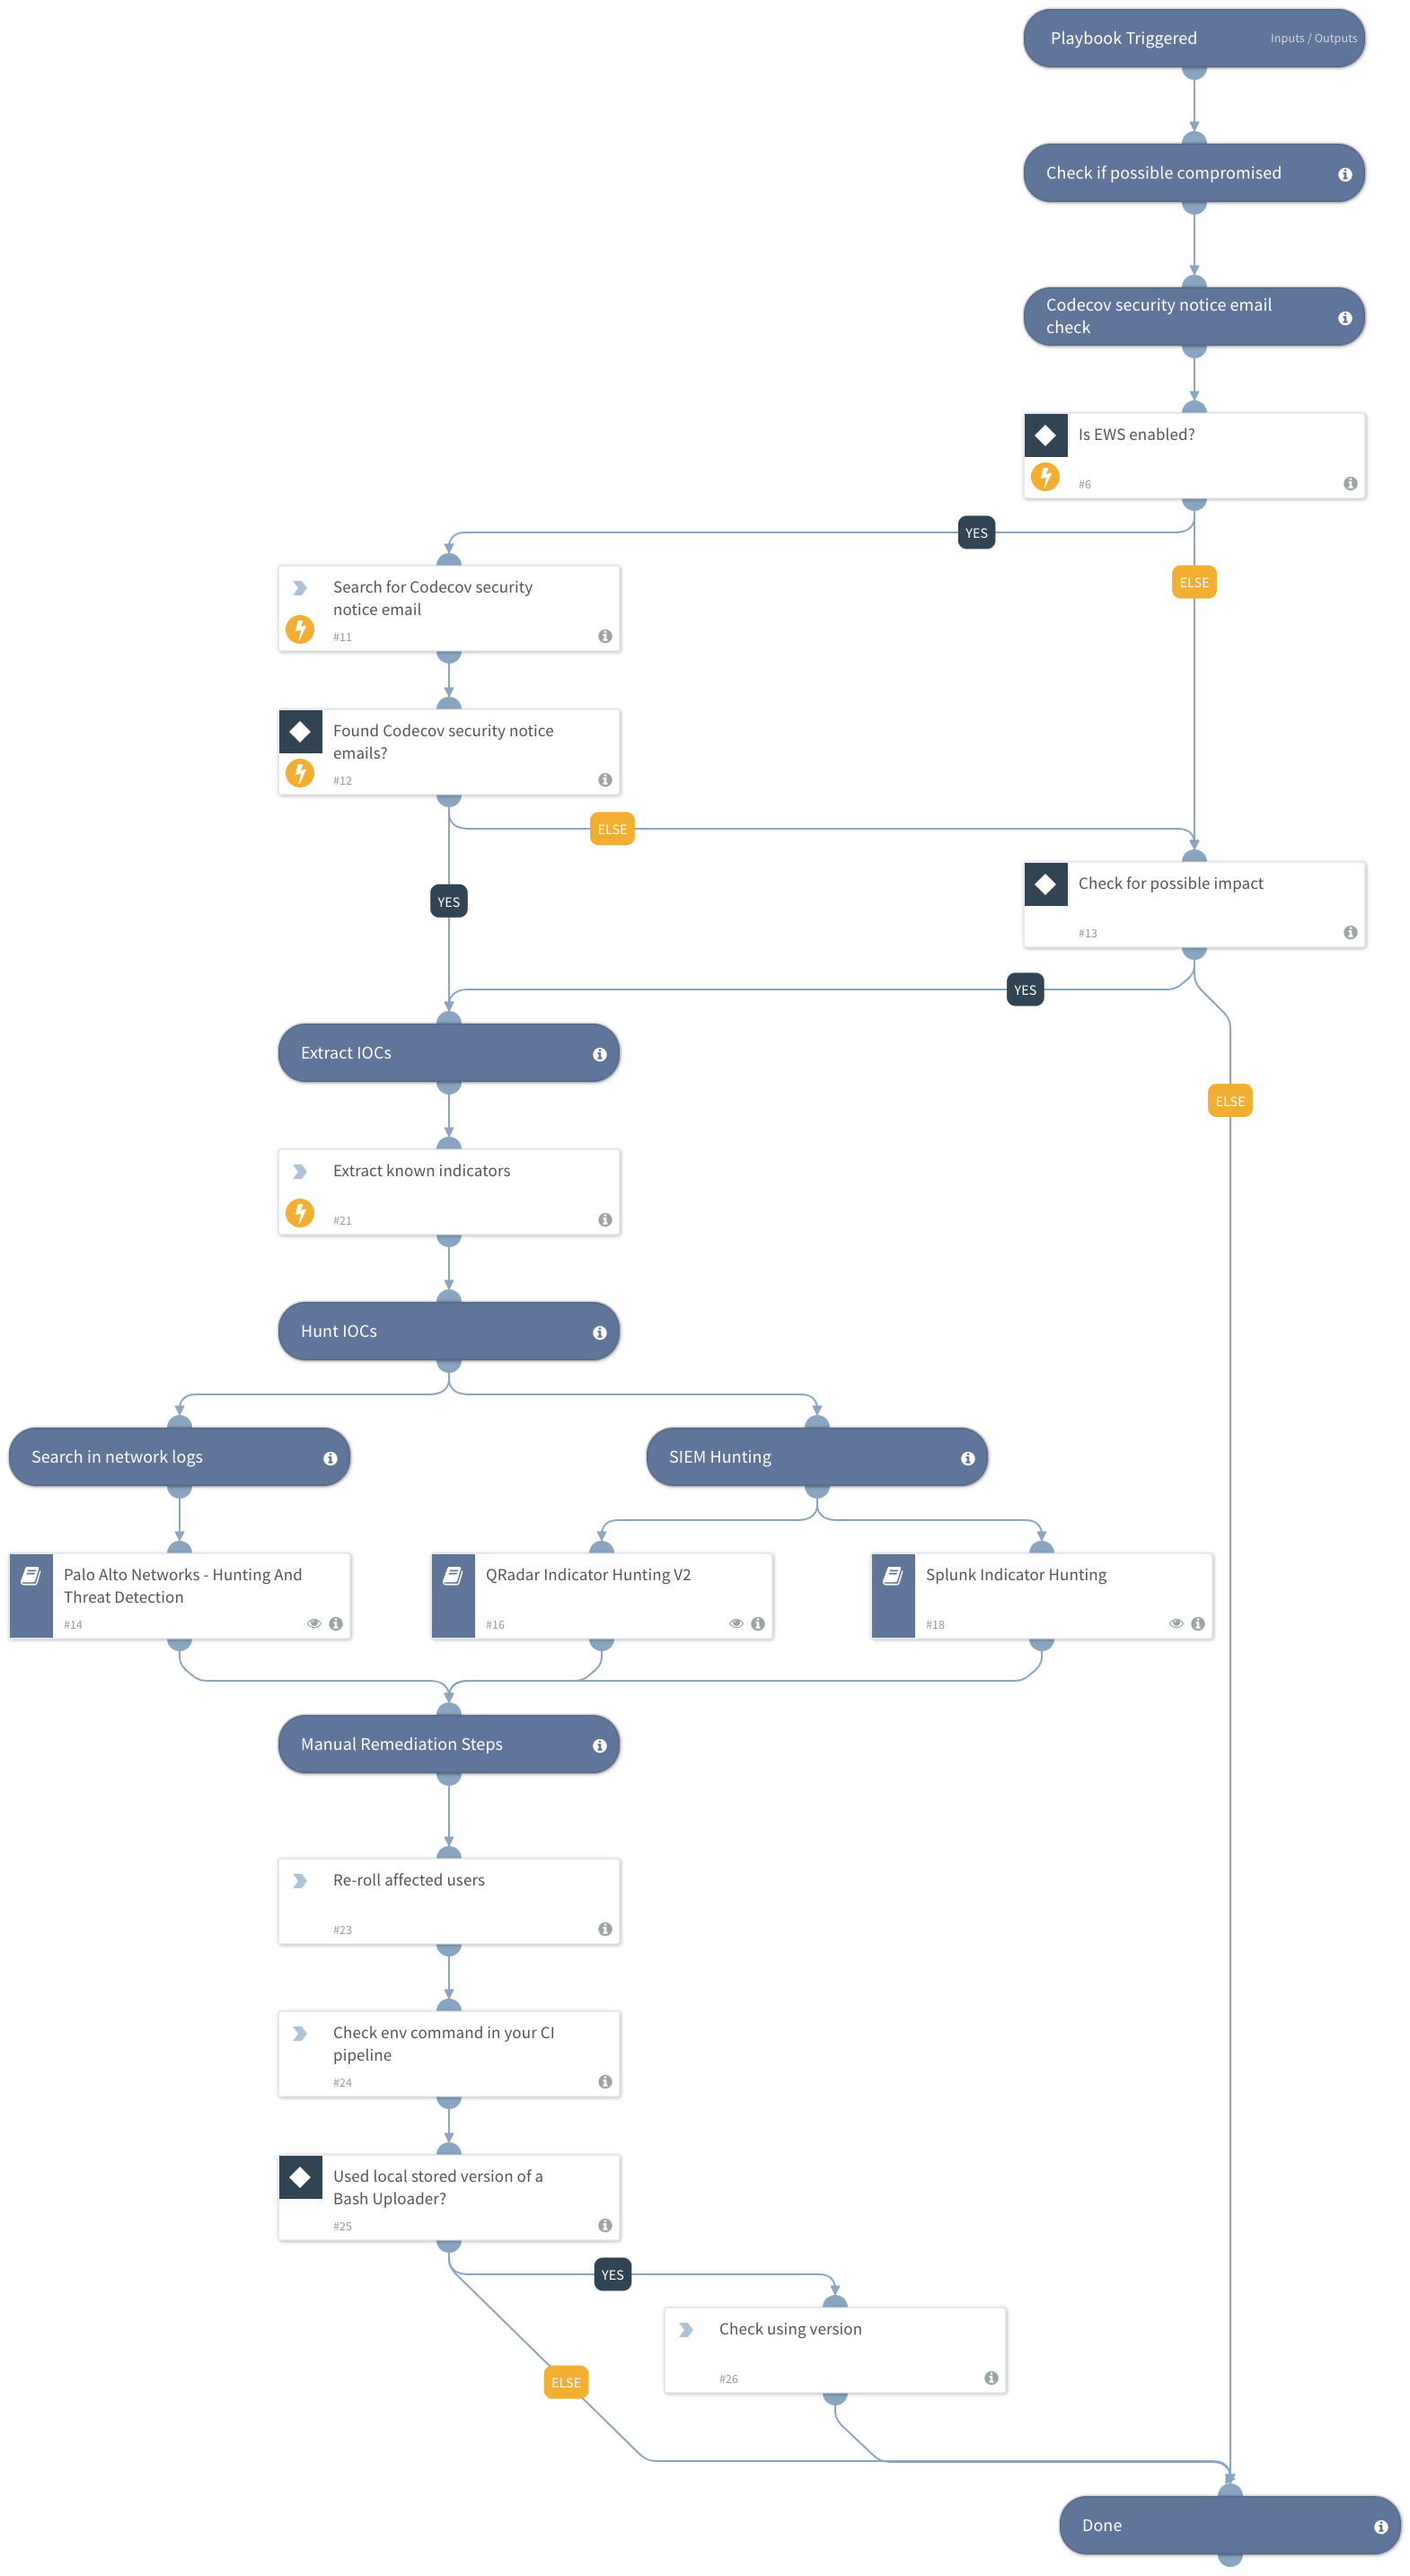 Playbook Triggered
Inputs / Outputs
Check if possible compromised
Codecov security notice email
check
Is EWS enabled?
#6
YES
ELSE
Search for Codecov security
notice email
#11
Found Codecov security notice
emails?
#12
ELSE
YES
Check for possible impact
#13
YES
ELSE
Extract IOCs
Extract known indicators
#21
Hunt IOCs
Search in network logs
SIEM Hunting
Palo Alto Networks - Hunting And
Threat Detection
#14
QRadar Indicator Hunting V2
#16
Splunk Indicator Hunting
#18
Manual Remediation Steps
Re-roll affected users
#23
Check env command in your CI
pipeline
#24
Used local stored version of a
Bash Uploader?
#25
YES
Check using version
#26
ELSE
Done